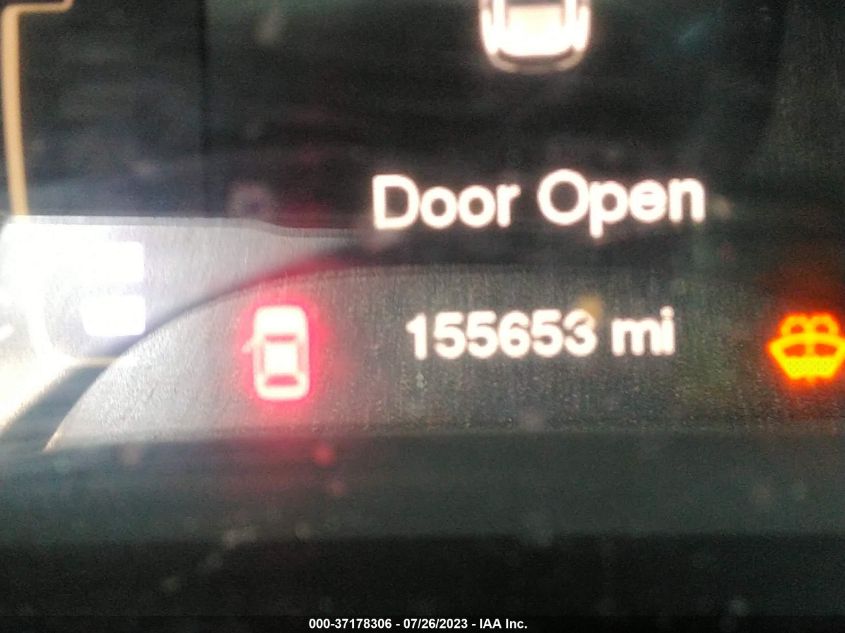 Door Open
155653 mi
000-37178306 - 07/26/2023 - IAA Inc.